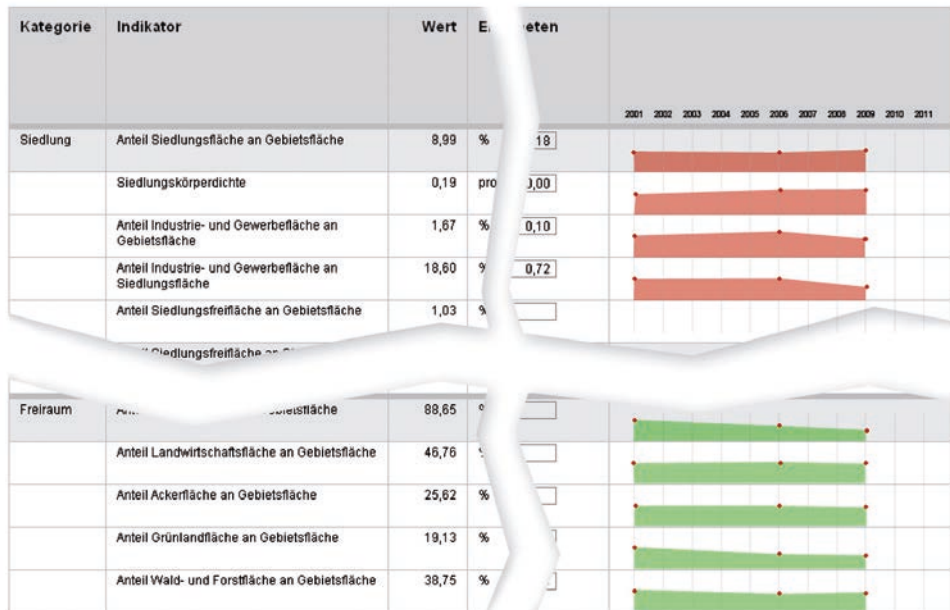 Kategorie Indikator Wert
2001 2002 2003 2004 2005 2006 2007 2008 2009 2010 2011
Siedlung Anteil Siedlungsfläche an Gebietsfläche 8,99 % 18
Siedlungskörperdichte 0,19 pro 0,00
Anteil Industrie- und Gewerbefläche an 1,67 % 0,10
Gebietsfläche
Anteil Industrie- und Gewerbefläche an 18,60 % 0,72
Siedlungsfläche
Anteil Siedlungsfreifläche an Gebietsfläche 1,03 %
Siedlungsfreifläche an
Freiraum 88,65
Anteil Landwirtschaftsfläche an Gebietsfläche 46,76
Anteil Ackerfläche an Gebietsfläche 25,62 %
Anteil Grünlandfläche an Gebietsfläche 19,13 %
Anteil Wald- und Forstfläche an Gebietsfläche 38,75 %